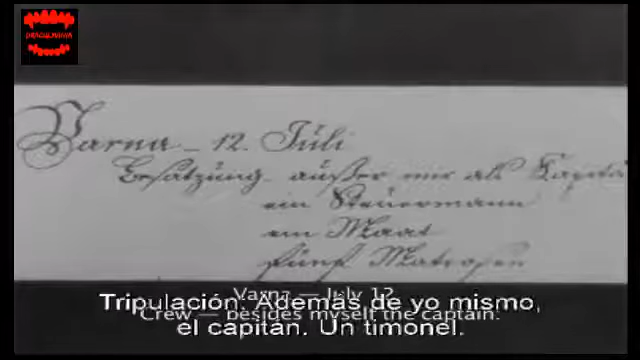 DRACULMANIA
Varna – 12. Juli
Besatzung außer mir als Kapitän
ein Steuermann
ein Maat
fünf Matrosen
Varna — July 12
Tripulación: Además de yo mismo,
Crew — besides myself the captain:
el capitán. Un timonel.